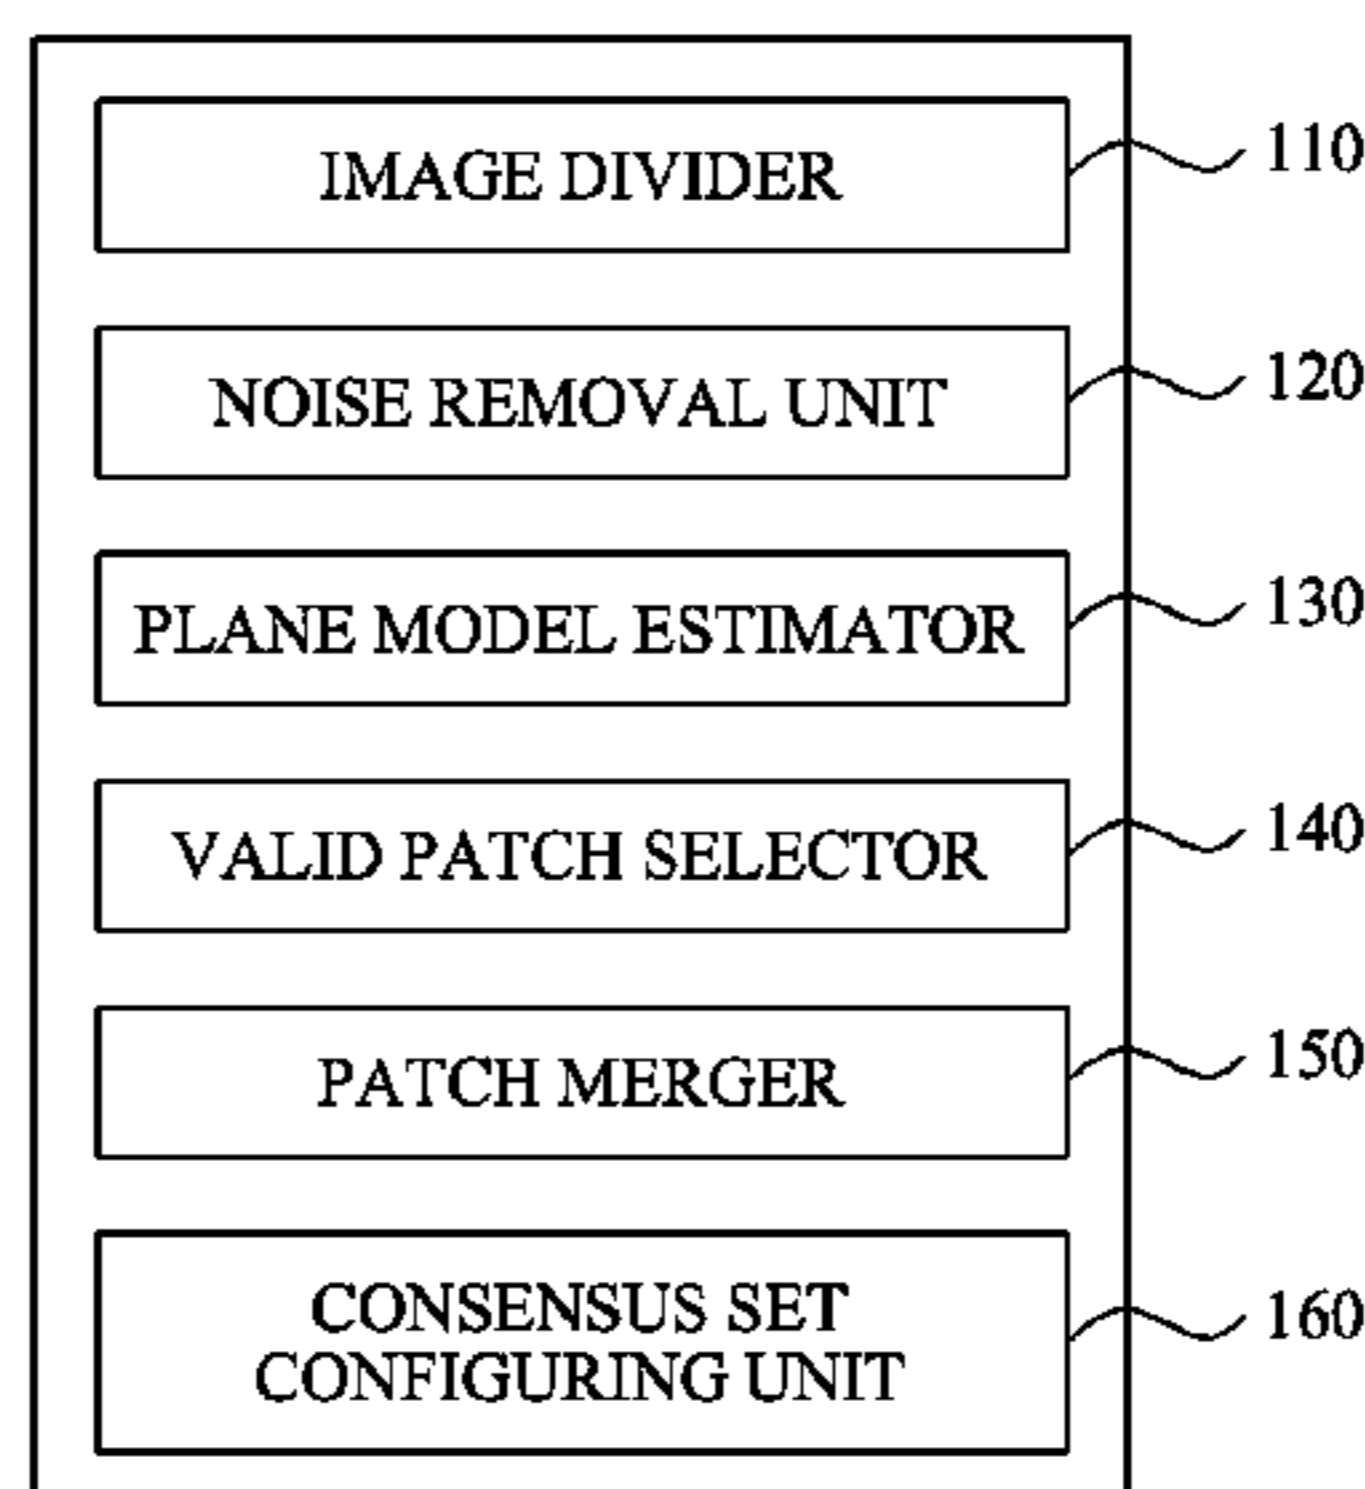 IMAGE DIVIDER 110
NOISE REMOVAL UNIT 120
PLANE MODEL ESTIMATOR 130
VALID PATCH SELECTOR 140
PATCH MERGER 150
CONSENSUS SET
CONFIGURING UNIT 160